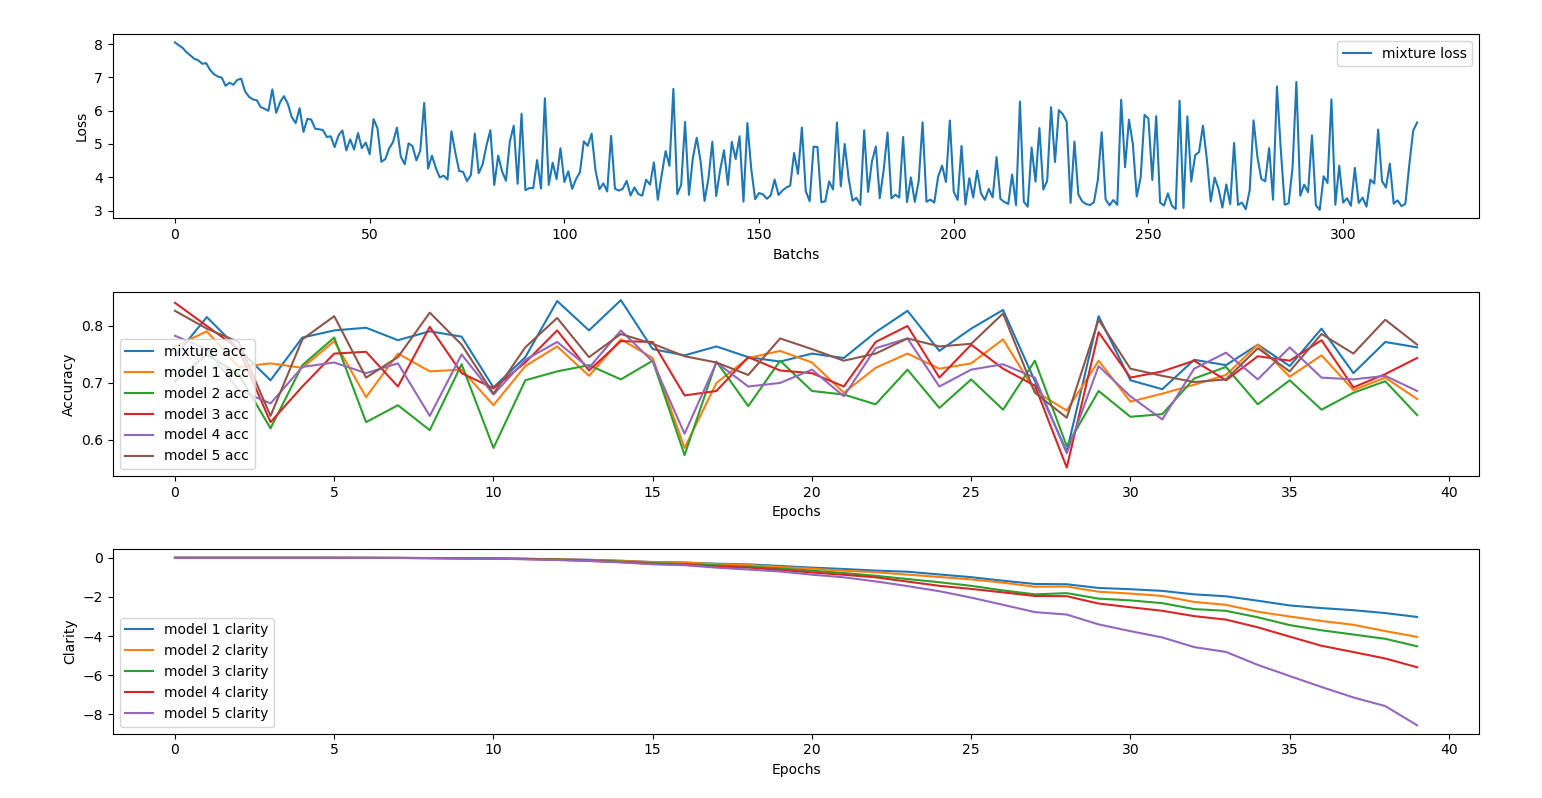 8
7
6
5
4
3
Loss
mixture loss
0 50 100 150 200 250 300
Batchs
0.8
0.7
0.6
Accuracy
mixture acc
model 1 acc
model 2 acc
model 3 acc
model 4 acc
model 5 acc
0 5 10 15 20 25 30 35 40
Epochs
0
−2
−4
−6
−8
Clarity
model 1 clarity
model 2 clarity
model 3 clarity
model 4 clarity
model 5 clarity
0 5 10 15 20 25 30 35 40
Epochs